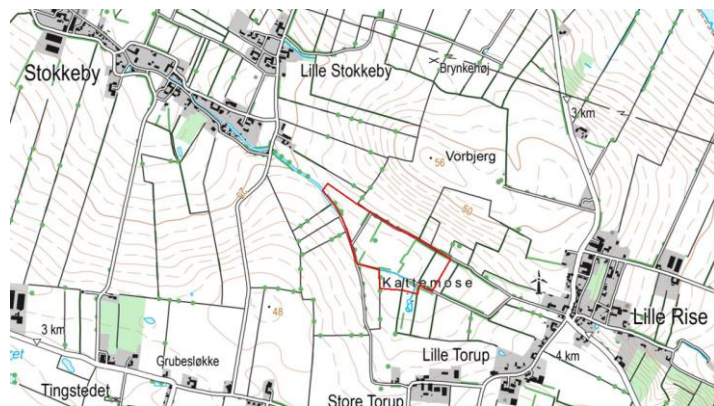 Stokkeby
Lille Stokkeby
Brynkehøj
3 km
Vorbjerg
56
50
50
Kattemose
48
Lille Rise
3 km
Grubesløkke
Lille Torup
4 km
Tingstedet
Store Torup